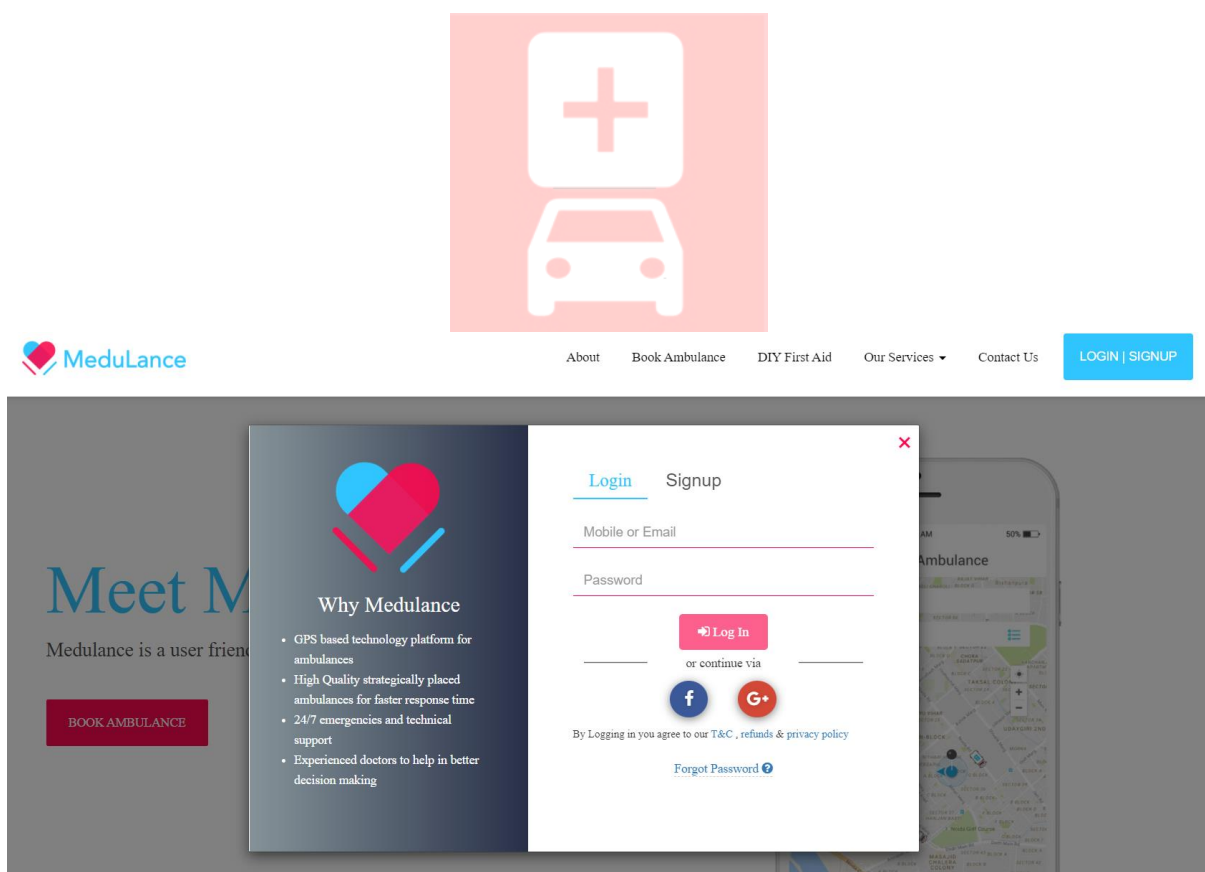 MeduLance
About Book Ambulance DIY First Aid Our Services Contact Us LOGIN | SIGNUP
Meet M
Medulance is a user frien
BOOK AMBULANCE
Why Medulance
GPS based technology platform for
ambulances
High Quality strategically placed
ambulances for faster response time
24/7 emergencies and technical
support
Experienced doctors to help in better
decision making
×
Login Signup
Mobile or Email
Password
Log In
or continue via
f G+
By Logging in you agree to our T&C , refunds & privacy policy
Forgot Password ?
AM 50%
Ambulance